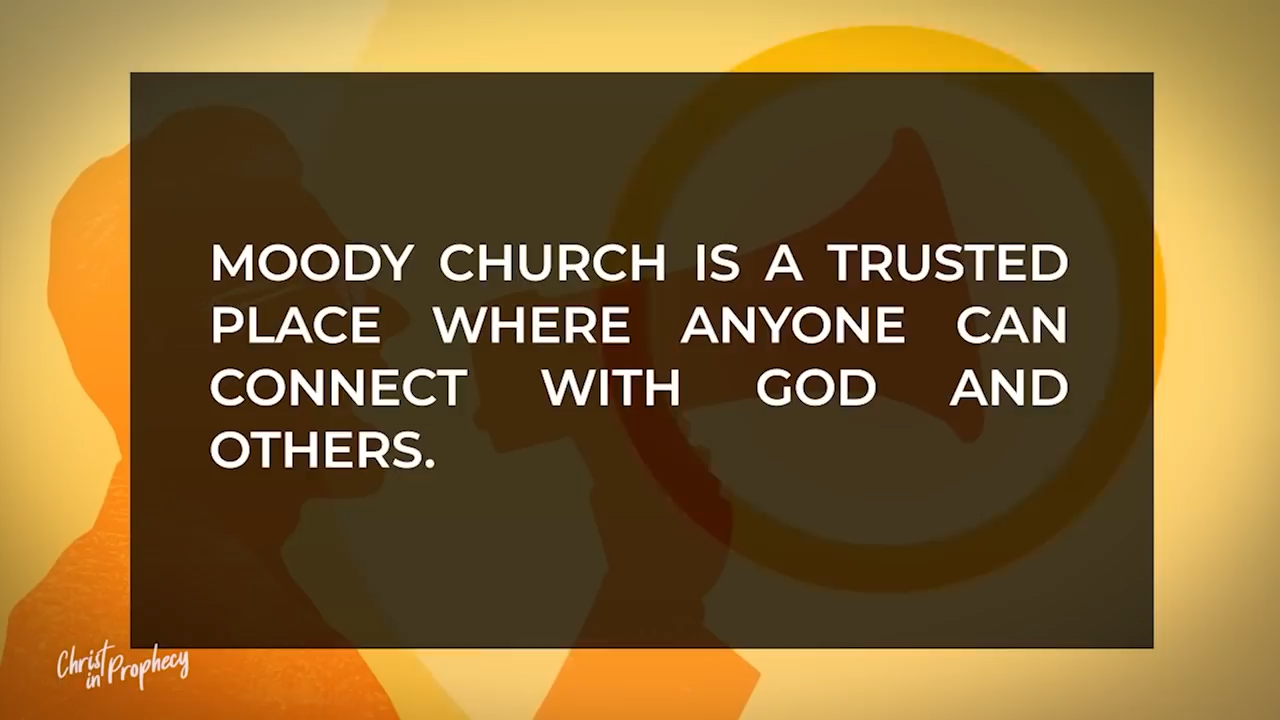 MOODY CHURCH IS A TRUSTED
PLACE WHERE ANYONE CAN
CONNECT WITH GOD AND
OTHERS.
Christ
in Prophecy